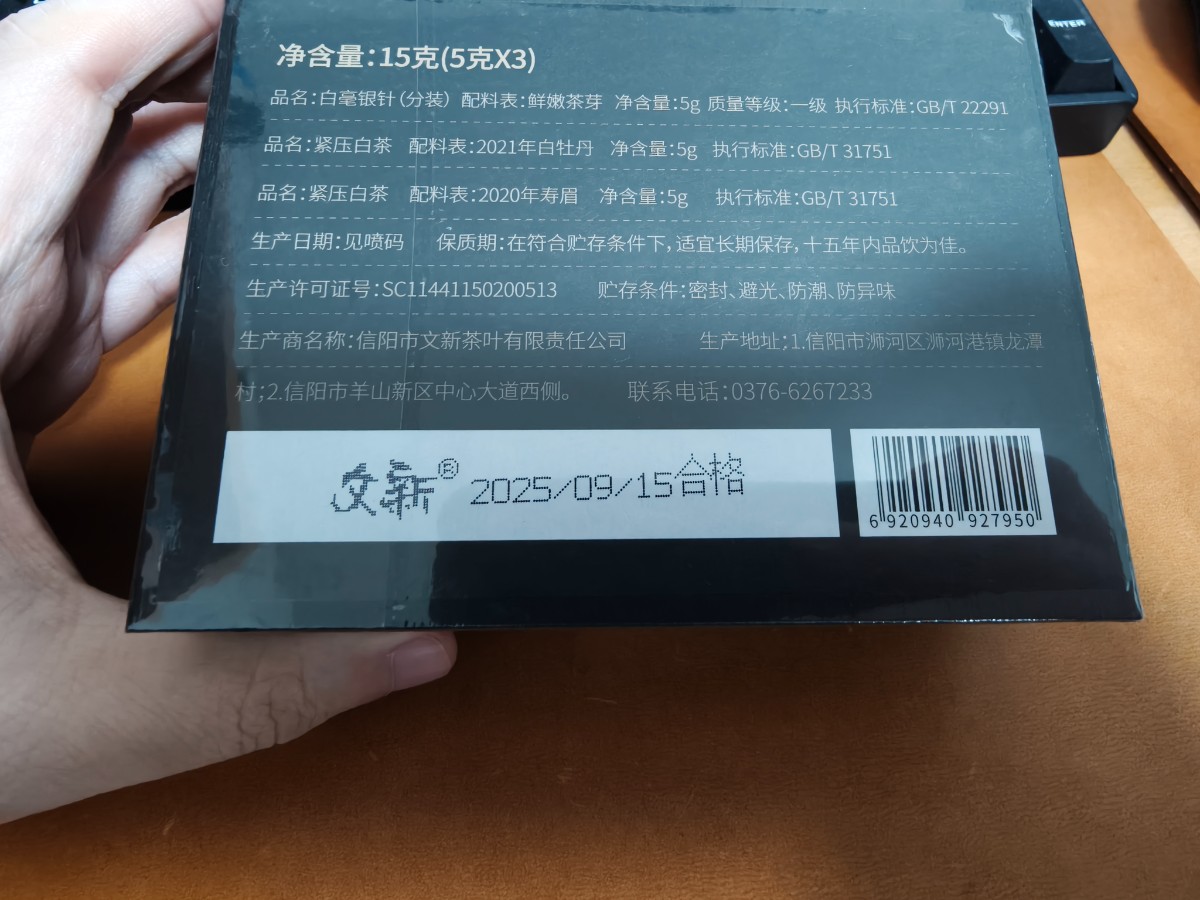 净含量：15克(5克X3)
品名：白毫银针（分装） 配料表：鲜嫩茶芽 净含量：5g 质量等级：一级 执行标准：GB/T 22291
品名：紧压白茶 配料表：2021年白牡丹 净含量：5g 执行标准：GB/T 31751
品名：紧压白茶 配料表：2020年寿眉 净含量：5g 执行标准：GB/T 31751
生产日期：见喷码 保质期：在符合贮存条件下，适宜长期保存，十五年内品饮为佳。
生产许可证号：SC11441150200513 贮存条件：密封、避光、防潮、防异味
生产商名称：信阳市文新茶叶有限责任公司 生产地址；1.信阳市浉河区浉河港镇龙潭
村；2.信阳市羊山新区中心大道西侧。 联系电话：0376-6267233
文新® 2025/09/15合格
6 920940 927950
ENTER